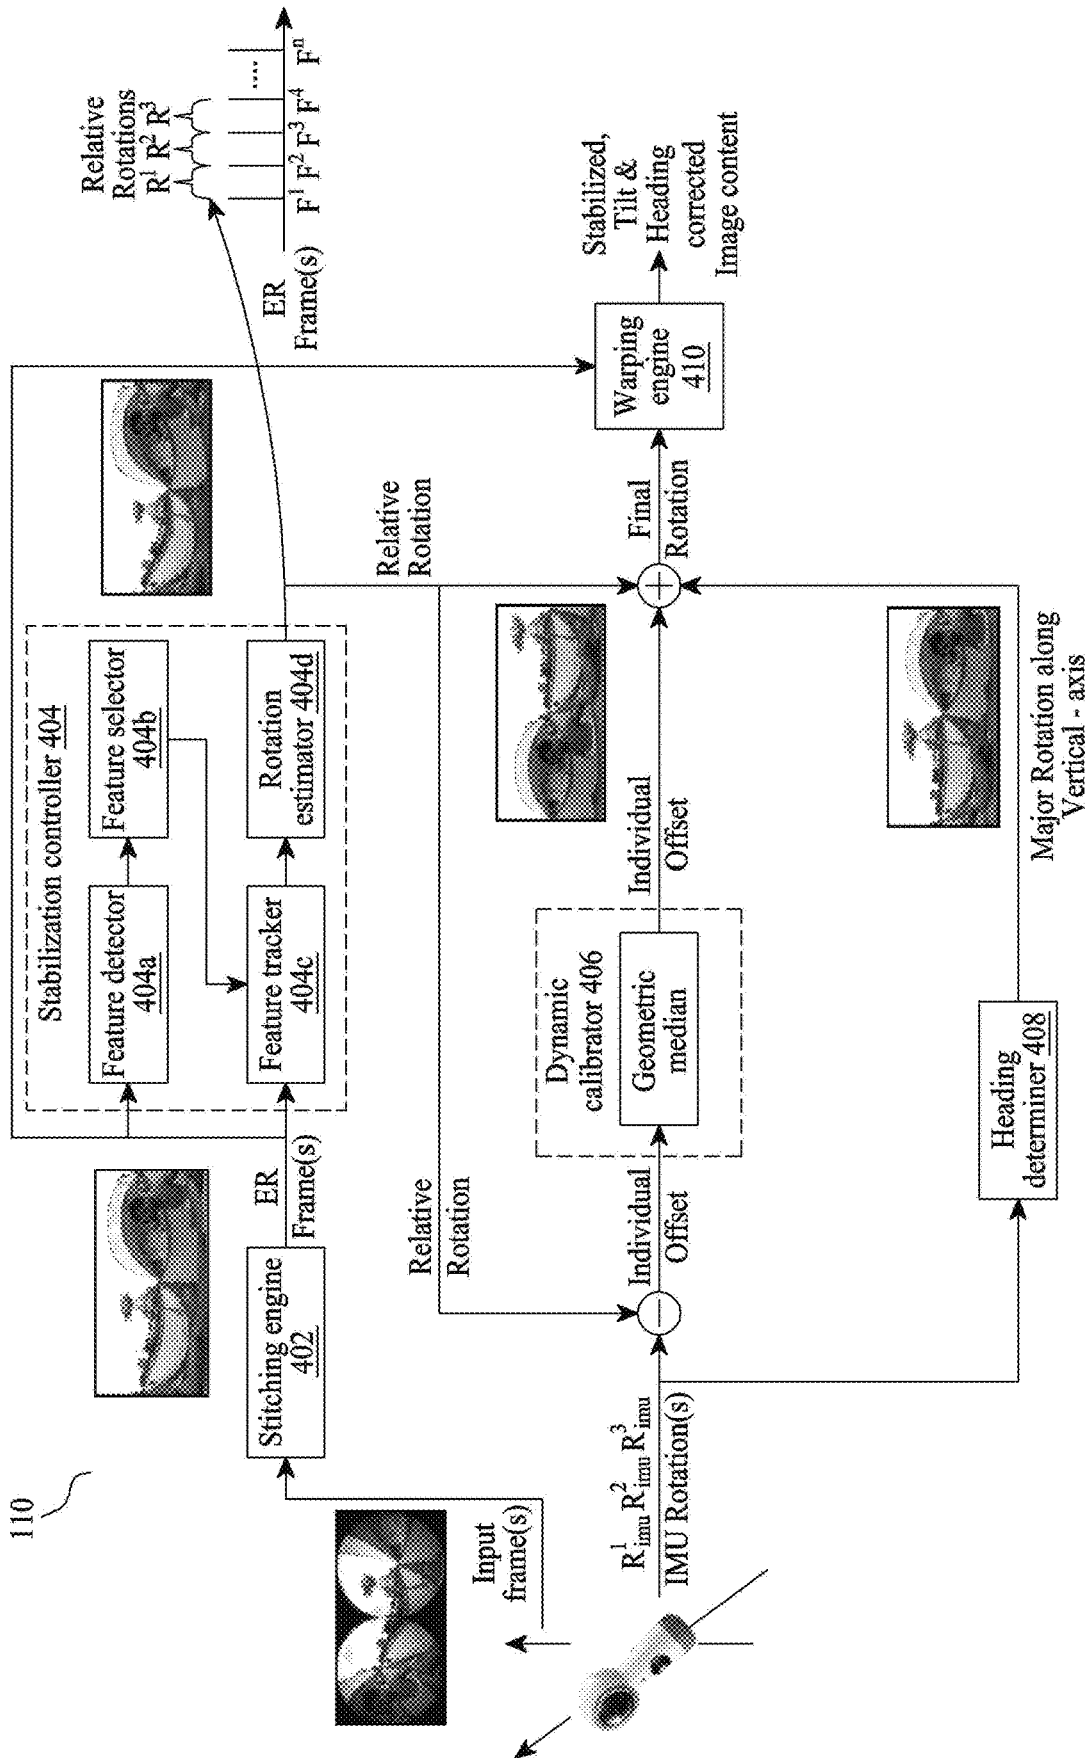 110
Input
frame(s)
Stitching engine
402
ER
Frame(s)
Stabilization controller 404
Feature detector
404a
Feature selector
404b
Feature tracker
404c
Rotation
estimator 404d
Relative
Rotations
R¹ R² R³
F¹ F² F³ F⁴ .... Fⁿ
ER
Frame(s)
Relative
Rotation
Relative
Rotation
R¹imu R²imu R³imu
IMU Rotation(s)
−
Individual
Offset
Dynamic
calibrator 406
Geometric
median
Individual
Offset
+
Final
Rotation
Warping
engine
410
Stabilized,
Tilt &
Heading
corrected
Image content
Heading
determiner 408
Major Rotation along
Vertical - axis